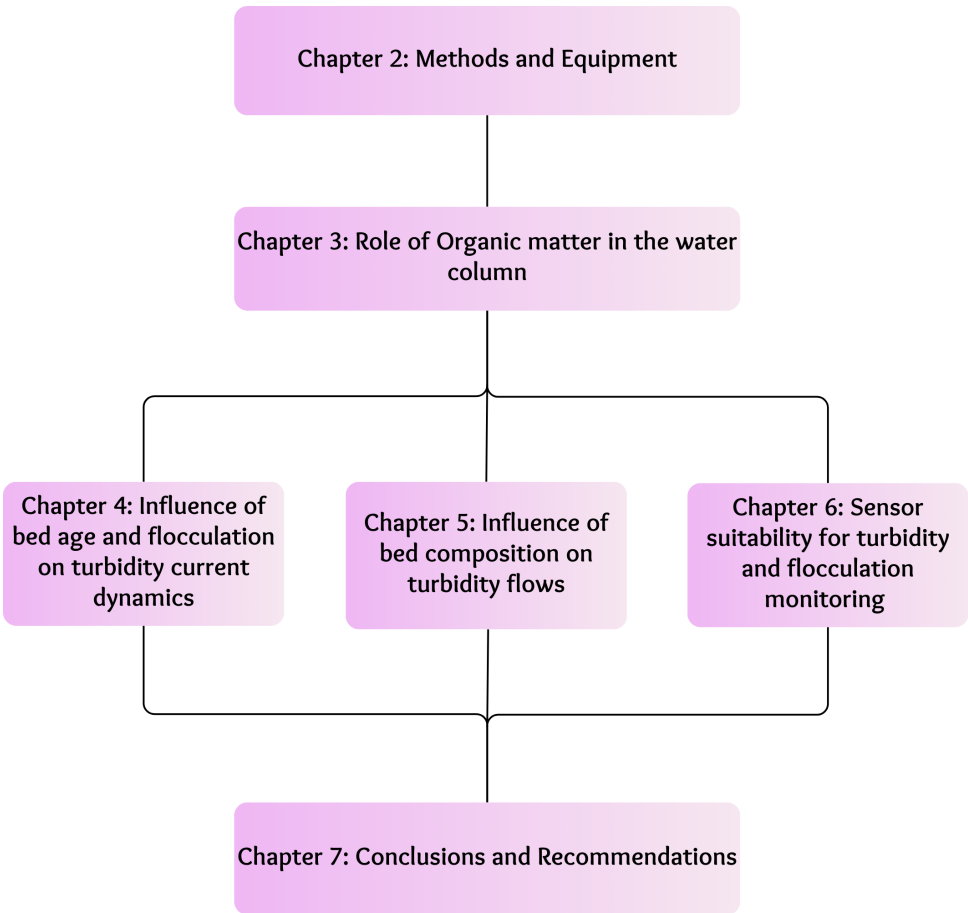 Chapter 2: Methods and Equipment
Chapter 3: Role of Organic matter in the water
column
Chapter 4: Influence of
bed age and flocculation
on turbidity current
dynamics
Chapter 5: Influence of
bed composition on
turbidity flows
Chapter 6: Sensor
suitability for turbidity
and flocculation
monitoring
Chapter 7: Conclusions and Recommendations